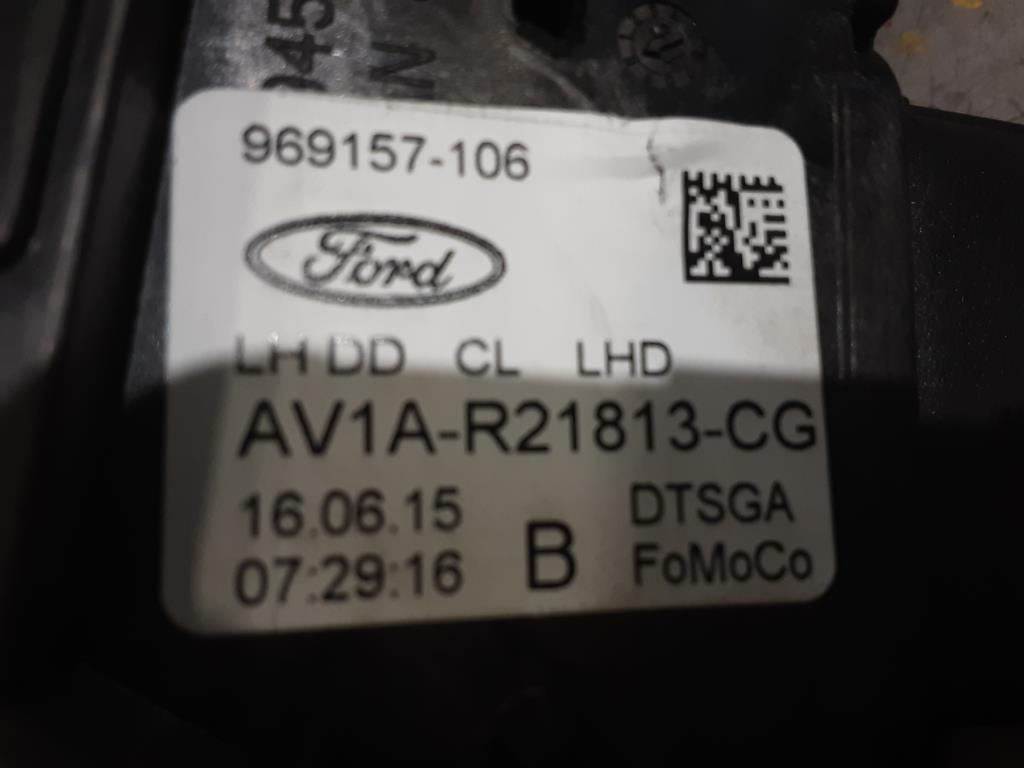 969157-106
Ford
LH DD CL LHD
AV1A-R21813-CG
16.06.15 DTSGA
07:29:16 B FoMoCo